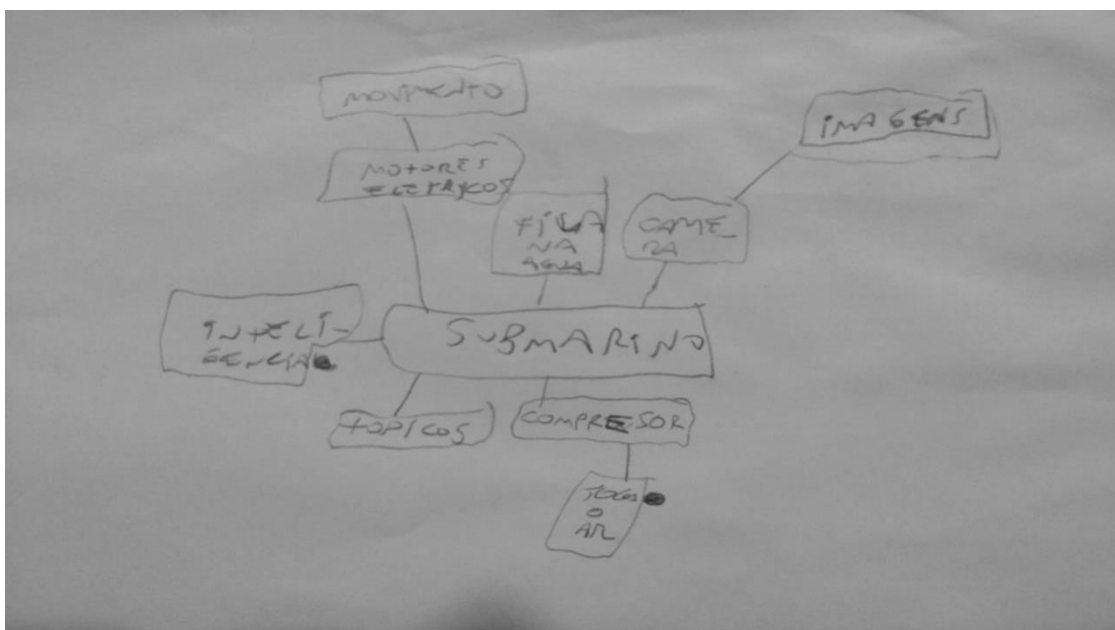 MOVIMENTO
MOTORES
ELETRICOS
IMAGENS
NA
AGUA
CAME
RA
INTELI-
GENCIA
SUBMARINO
TOPICOS
COMPRESOR
O
AR